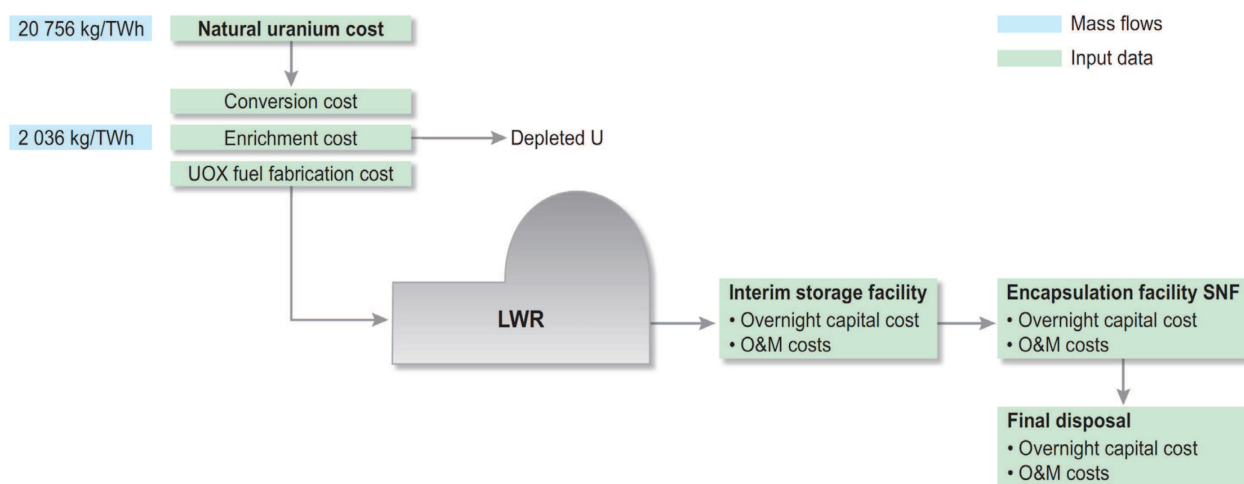 20 756 kg/TWh
Natural uranium cost
Mass flows
Input data
Conversion cost
2 036 kg/TWh
Enrichment cost
Depleted U
UOX fuel fabrication cost
LWR
Interim storage facility
• Overnight capital cost
• O&M costs
Encapsulation facility SNF
• Overnight capital cost
• O&M costs
Final disposal
• Overnight capital cost
• O&M costs